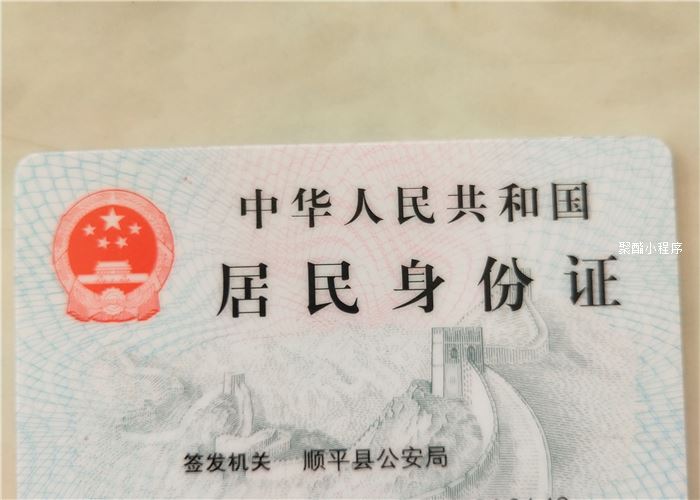 中华人民共和国
居民身份证
聚酷小程序
签发机关 顺平县公安局